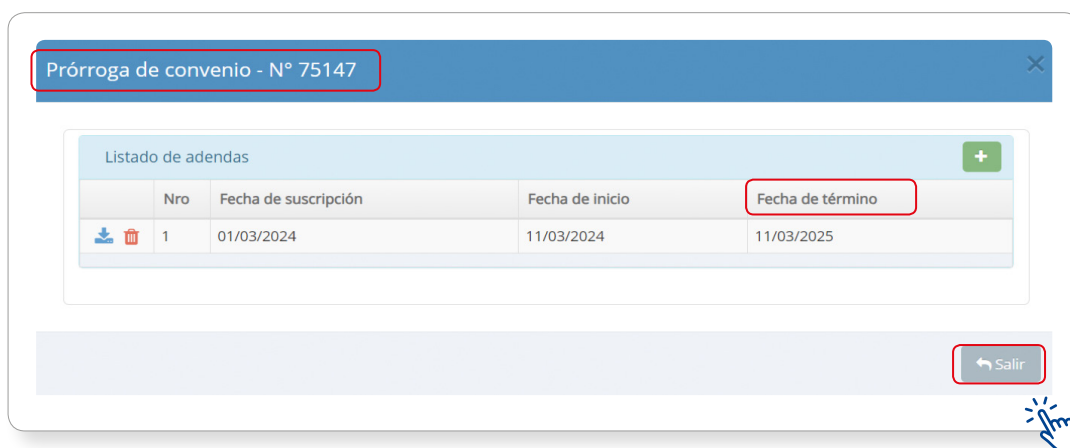 Prórroga de convenio - N° 75147
Listado de adendas
Nro Fecha de suscripción Fecha de inicio Fecha de término
1 01/03/2024 11/03/2024 11/03/2025
Salir